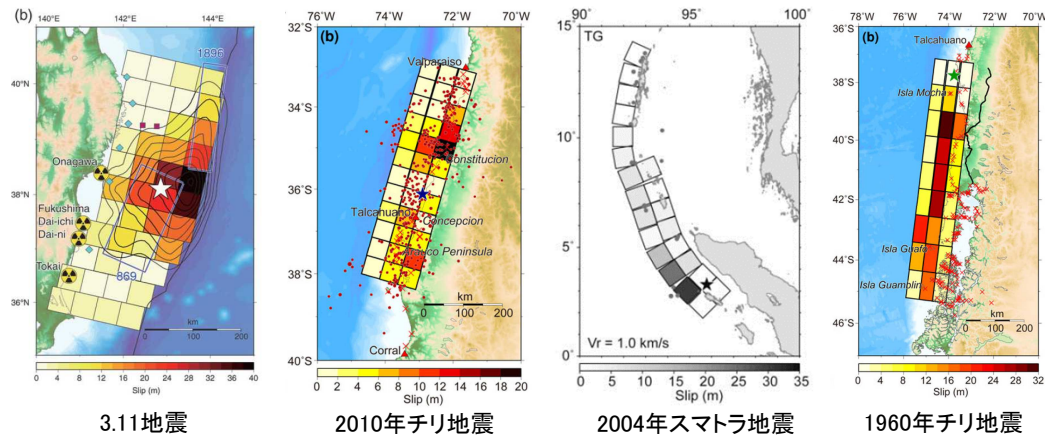 (b)
140°E
142°E
144°E
1896
40°N
Onagawa
38°N
Fukushima
Dai-ichi
Dai-ni
Tokai
869
36°N
km
0 100 200
0 4 8 12 16 20 24 28 32 36 40
Slip (m)
3.11地震
76°W 74°W 72°W 70°W
(b)
Valparaiso
34°S
Constitucion
36°S
Talcahuano
Concepcion
Arauco Peninsula
38°S
km
0 100 200
Corral
40°S
0 2 4 6 8 10 12 14 16 18 20
Slip (m)
2010年チリ地震
90 95 100
15
TG
10
5
0
Vr = 1.0 km/s
0 5 10 15 20 25 30 35
Slip (m)
2004年スマトラ地震
76°W 74°W 72°W 70°W
(b)
Talcahuano
38°S
Isla Mocha
40°S
42°S
Isla Guafo
44°S
Isla Guamplin
km
0 100 200
46°S
0 4 8 12 16 20 24 28 32
Slip (m)
1960年チリ地震